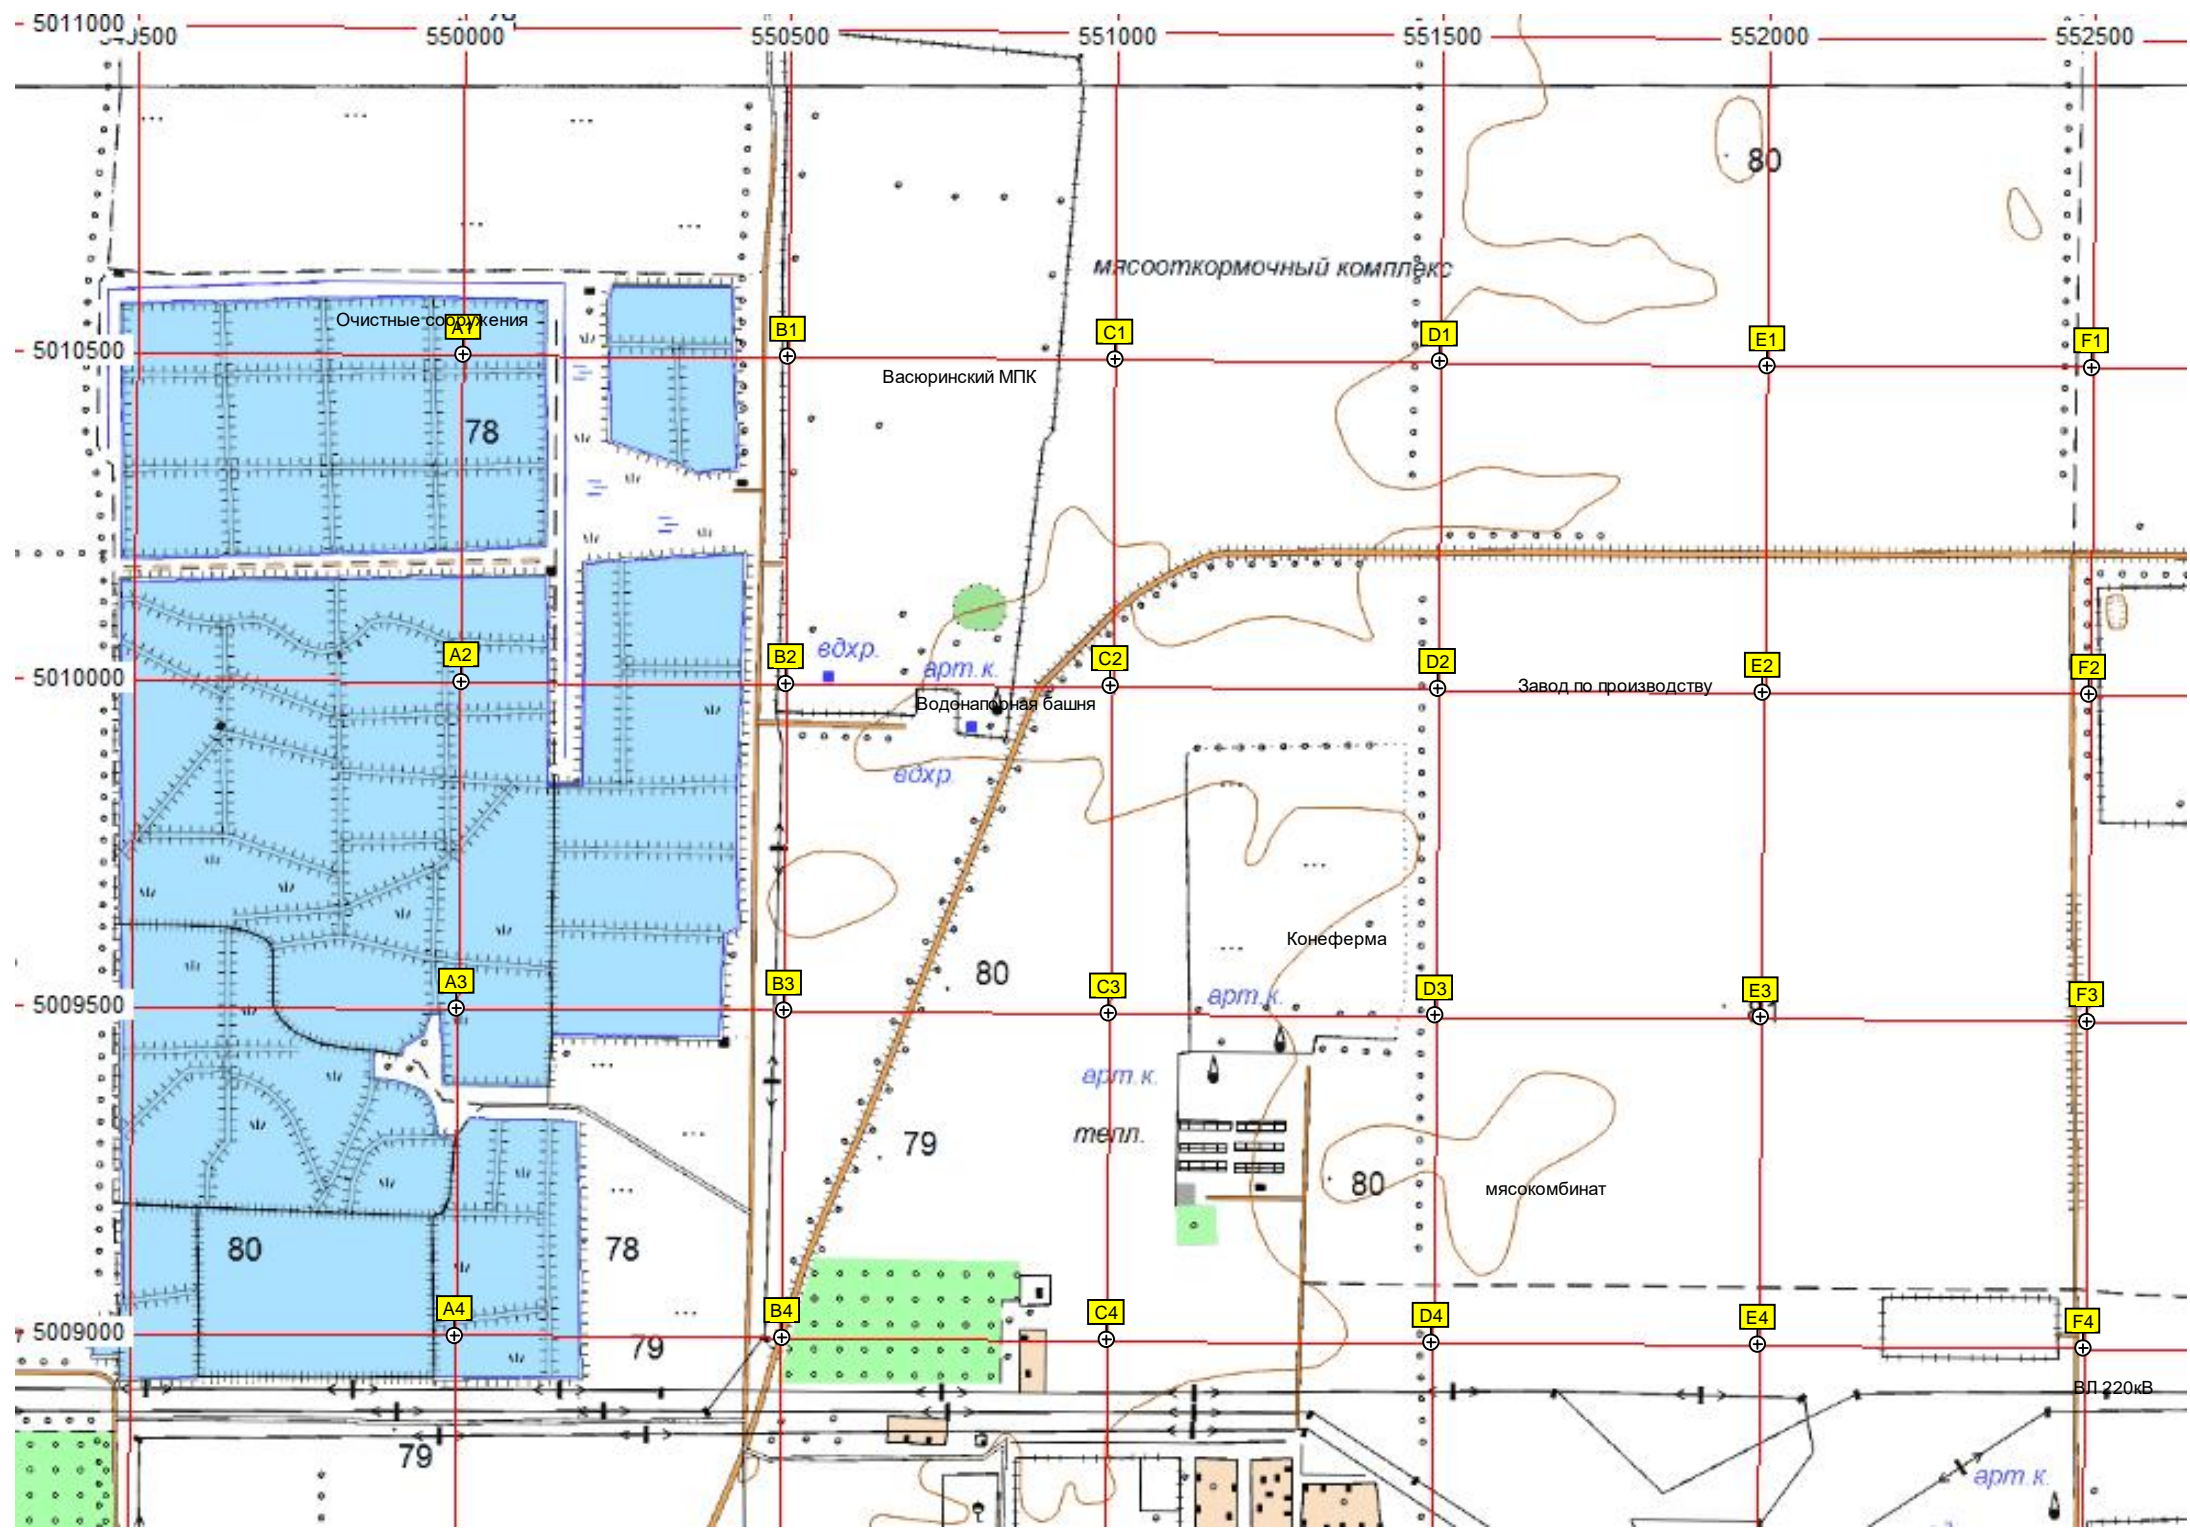 5011000
550000
550500
551000
551500
552000
552500
80
мясооткормочный комплекс
Очистные сооружения
A1
B1
C1
D1
E1
F1
5010500
Васюринский МПК
78
вдхр.
арт.к.
A2
B2
C2
D2
E2
F2
5010000
Завод по производству
Водонапорная башня
вдхр.
Конеферма
80
арт.к.
A3
B3
C3
D3
E3
F3
5009500
арт.к.
тепл.
79
80
мясокомбинат
80
78
A4
B4
C4
D4
E4
F4
5009000
79
ВЛ 220кВ
79
арт.к.